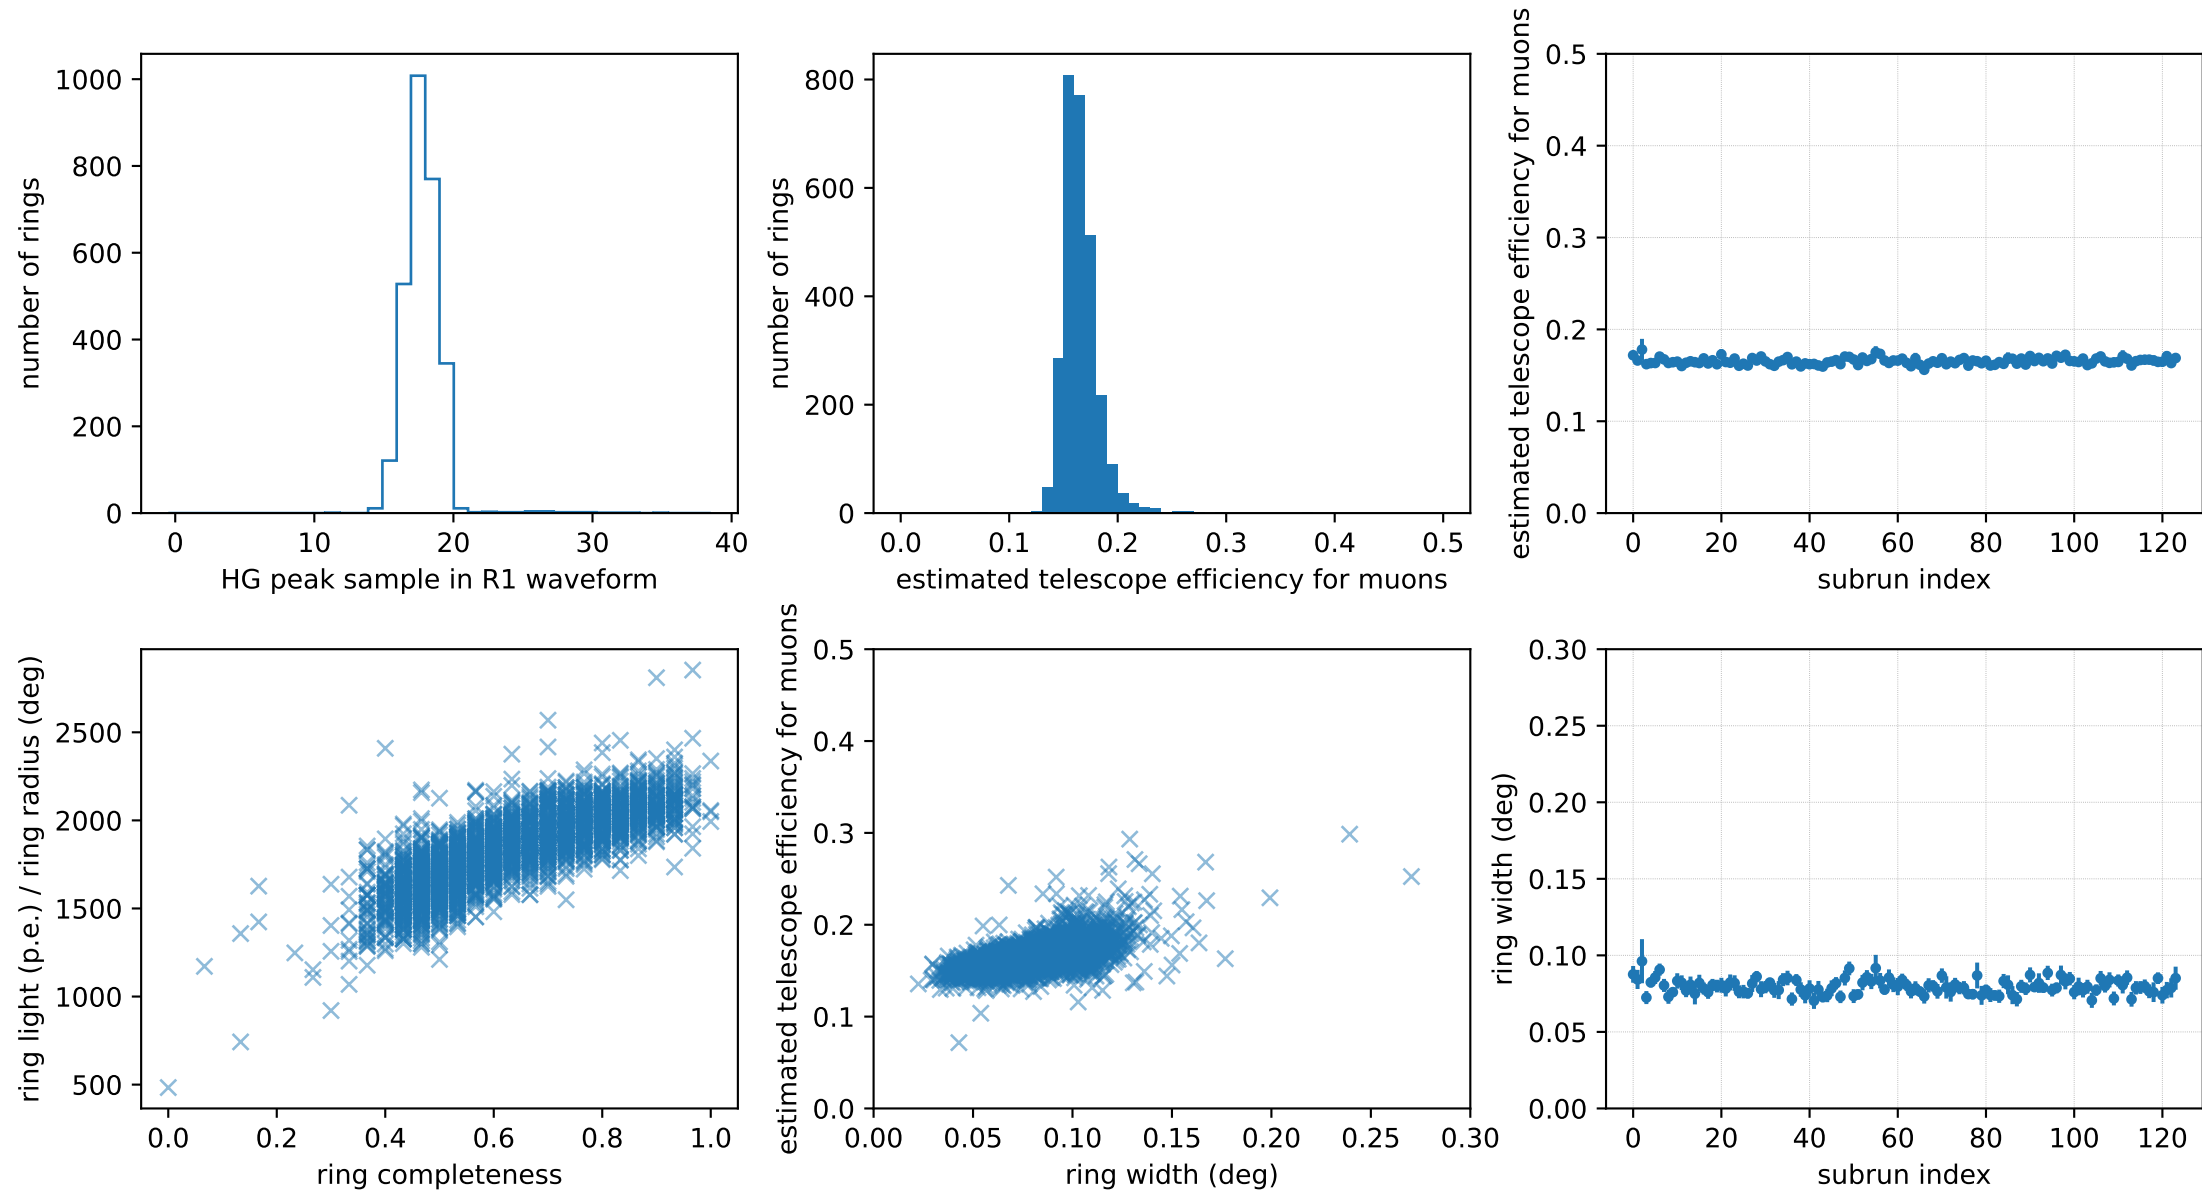 1000
800
600
400
200
0
number of rings
0 10 20 30 40
HG peak sample in R1 waveform
800
600
400
200
0
number of rings
0.0 0.1 0.2 0.3 0.4 0.5
estimated telescope efficiency for muons
0.5
0.4
0.3
0.2
0.1
0.0
estimated telescope efficiency for muons
0 20 40 60 80 100 120
subrun index
2500
2000
1500
1000
500
ring light (p.e.) / ring radius (deg)
0.0 0.2 0.4 0.6 0.8 1.0
ring completeness
0.5
0.4
0.3
0.2
0.1
0.0
estimated telescope efficiency for muons
0.00 0.05 0.10 0.15 0.20 0.25 0.30
ring width (deg)
0.30
0.25
0.20
0.15
0.10
0.05
0.00
ring width (deg)
0 20 40 60 80 100 120
subrun index